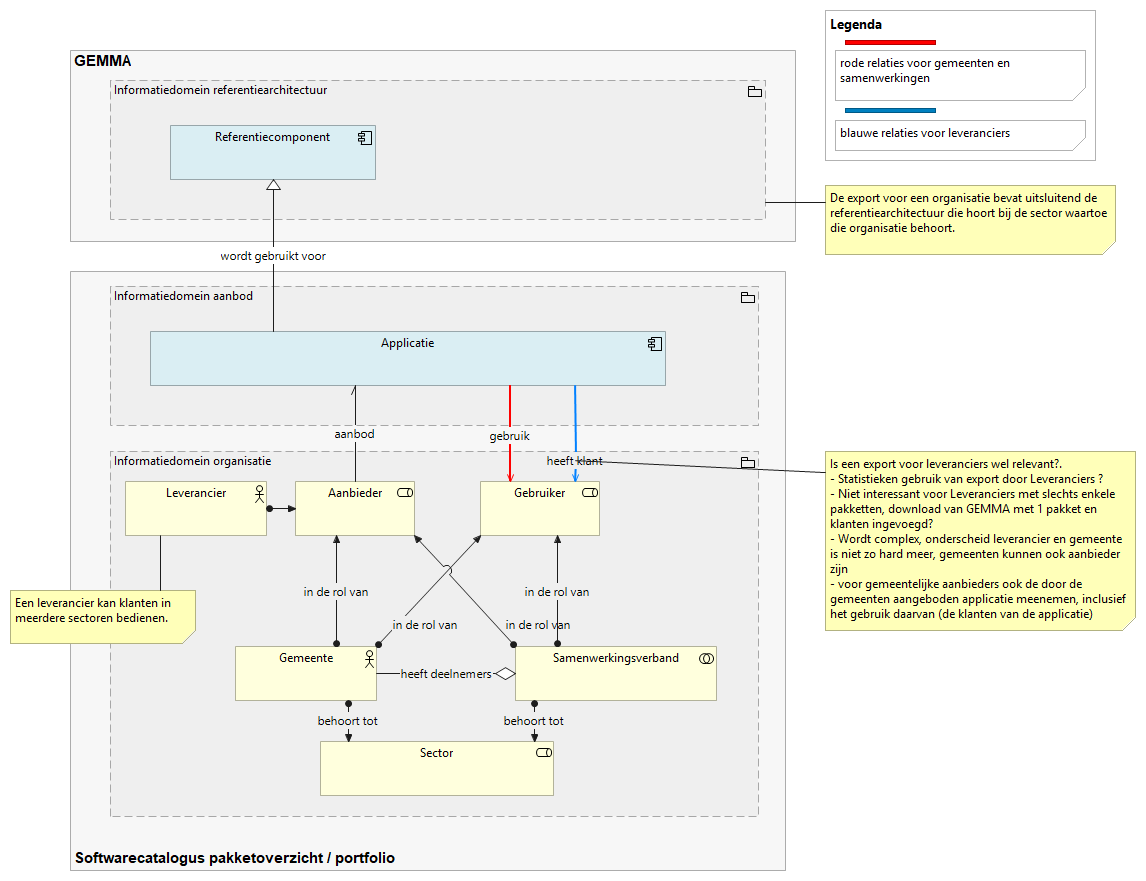 Legenda
rode relaties voor gemeenten en
samenwerkingen
blauwe relaties voor leveranciers
GEMMA
Informatiedomein referentiearchitectuur
Referentiecomponent
De export voor een organisatie bevat uitsluitend de
referentiearchitectuur die hoort bij de sector waartoe
die organisatie behoort.
wordt gebruikt voor
Informatiedomein aanbod
Applicatie
aanbod
gebruik
heeft klant
Informatiedomein organisatie
Leverancier
Aanbieder
Gebruiker
Is een export voor leveranciers wel relevant?.
- Statistieken gebruik van export door Leveranciers ?
- Niet interessant voor Leveranciers met slechts enkele
pakketten, download van GEMMA met 1 pakket en
klanten ingevoegd?
- Wordt complex, onderscheid leverancier en gemeente
is niet zo hard meer, gemeenten kunnen ook aanbieder
zijn
- voor gemeentelijke aanbieders ook de door de
gemeenten aangeboden applicatie meenemen, inclusief
het gebruik daarvan (de klanten van de applicatie)
Een leverancier kan klanten in
meerdere sectoren bedienen.
in de rol van
in de rol van
in de rol van
in de rol van
Gemeente
Samenwerkingsverband
heeft deelnemers
behoort tot
behoort tot
Sector
Softwarecatalogus pakketoverzicht / portfolio